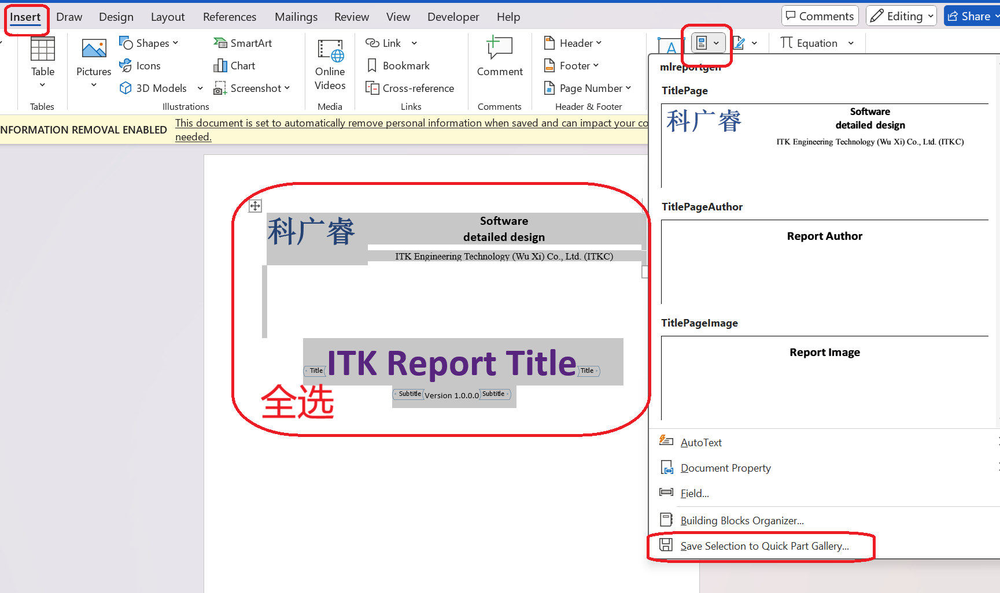 Insert Draw Design Layout References Mailings Review View Developer Help Comments Editing Share
Table
Pictures
Shapes
Icons
3D Models
SmartArt
Chart
Screenshot
Online
Videos
Link
Bookmark
Cross-reference
Comment
Header
Footer
Page Number
A
Equation
Tables
Illustrations
Media
Links
Comments
Header & Footer
NFORMATION REMOVAL ENABLED
This document is set to automatically remove personal information when saved and can impact your co
needed.
科广睿
Software
detailed design
ITK Engineering Technology (Wu Xi) Co., Ltd. (ITKC)
Title ITK Report Title Title
Subtitle Version 1.0.0.0 Subtitle
全选
mlreportgen
TitlePage
科广睿
Software
detailed design
ITK Engineering Technology (Wu Xi) Co., Ltd. (ITKC)
TitlePageAuthor
Report Author
TitlePageImage
Report Image
AutoText
Document Property
Field...
Building Blocks Organizer...
Save Selection to Quick Part Gallery...